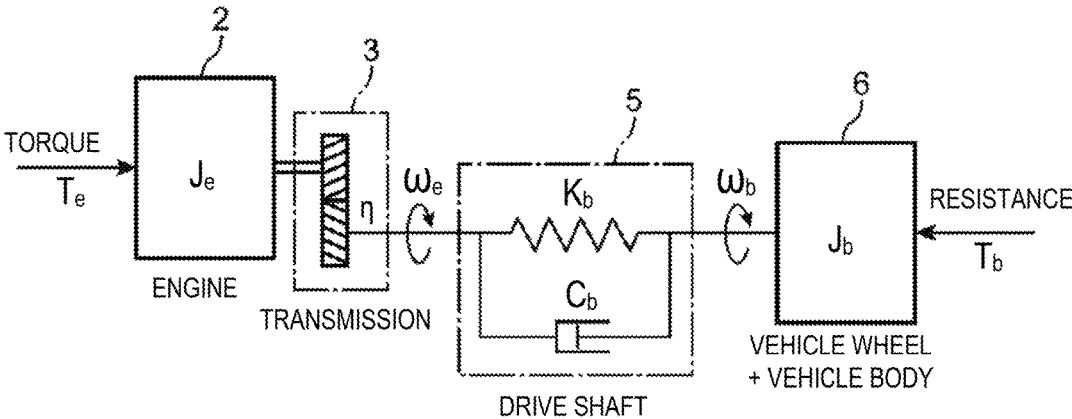 2
3
5
6
TORQUE
Te
Je
ENGINE
η
TRANSMISSION
ωe
Kb
Cb
DRIVE SHAFT
ωb
Jb
VEHICLE WHEEL
+ VEHICLE BODY
RESISTANCE
Tb